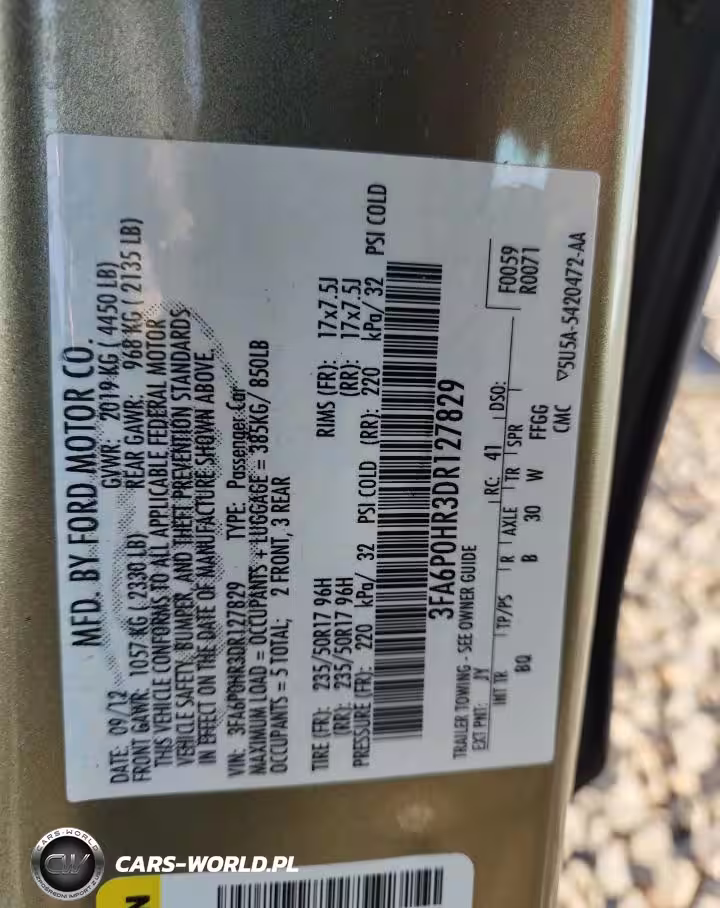 MFD. BY FORD MOTOR CO.
DATE: 09/12 GVWR: 2019 KG ( 4450 LB)
FRONT GAWR: 1057 KG ( 2330 LB) REAR GAWR: 968 KG ( 2135 LB)
THIS VEHICLE CONFORMS TO ALL APPLICABLE FEDERAL MOTOR
VEHICLE SAFETY, BUMPER, AND THEFT PREVENTION STANDARDS
IN EFFECT ON THE DATE OF MANUFACTURE SHOWN ABOVE.
VIN: 3FA6P0HR3DR127829 TYPE: Passenger Car
MAXIMUM LOAD = OCCUPANTS + LUGGAGE = 385KG/ 850LB
OCCUPANTS = 5 TOTAL; 2 FRONT, 3 REAR
TIRE (FR): 235/50R17 96H RIMS (FR): 17x7.5J
(RR): 235/50R17 96H (RR): 17x7.5J
PRESSURE (FR): 220 kPa/ 32 PSI COLD (RR): 220 kPa/ 32 PSI COLD
3FA6P0HR3DR127829
TRAILER TOWING - SEE OWNER GUIDE
F0059
R0071
EXT PNT: JY RC: 41 DSO:
INT TR TP/PS R AXLE TR SPR
BQ B 30 W FFGG
CMC
▽5U5A-5420472-AA
N
CARS-WORLD
CW
CARS-WORLD.PL